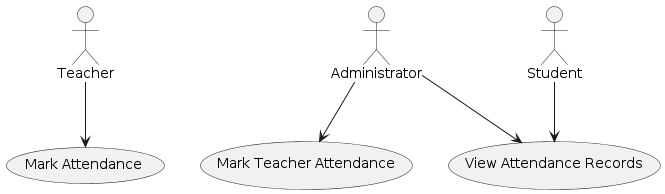 Teacher
Administrator
Student
Mark Attendance
Mark Teacher Attendance
View Attendance Records